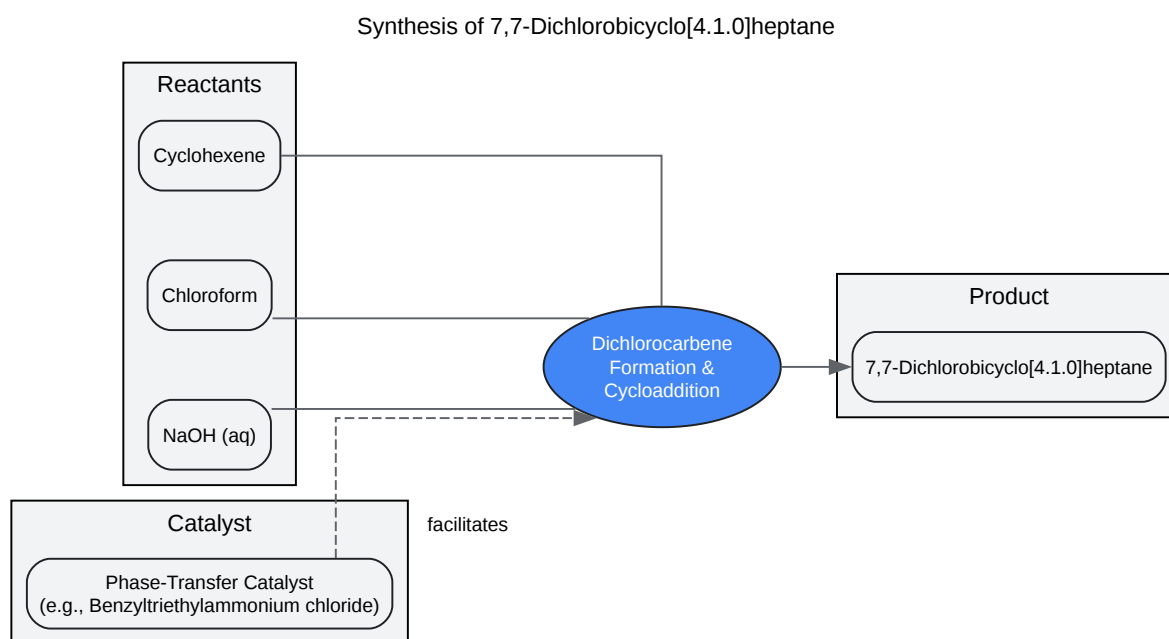 Synthesis of 7,7-Dichlorobicyclo[4.1.0]heptane
Reactants
Cyclohexene
Chloroform
NaOH (aq)
Dichlorocarbene
Formation &
Cycloaddition
Product
7,7-Dichlorobicyclo[4.1.0]heptane
Catalyst
facilitates
Phase-Transfer Catalyst
(e.g., Benzyltriethylammonium chloride)